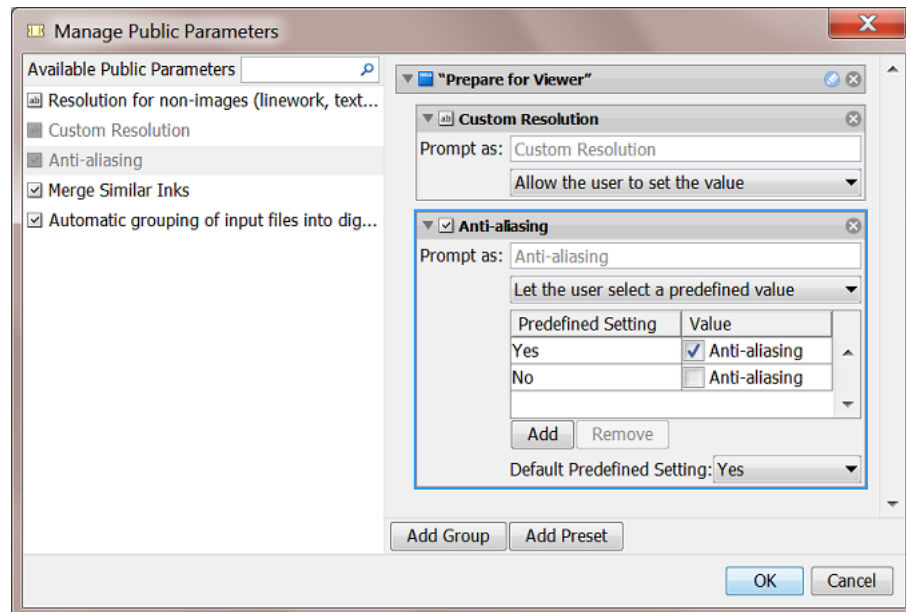 Manage Public Parameters
Available Public Parameters
Resolution for non-images (linework, text...
Custom Resolution
Anti-aliasing
Merge Similar Inks
Automatic grouping of input files into dig...
"Prepare for Viewer"
ab Custom Resolution
Prompt as: Custom Resolution
Allow the user to set the value
Anti-aliasing
Prompt as: Anti-aliasing
Let the user select a predefined value
Predefined Setting Value
Yes Anti-aliasing
No Anti-aliasing
Add Remove
Default Predefined Setting: Yes
Add Group Add Preset
OK Cancel